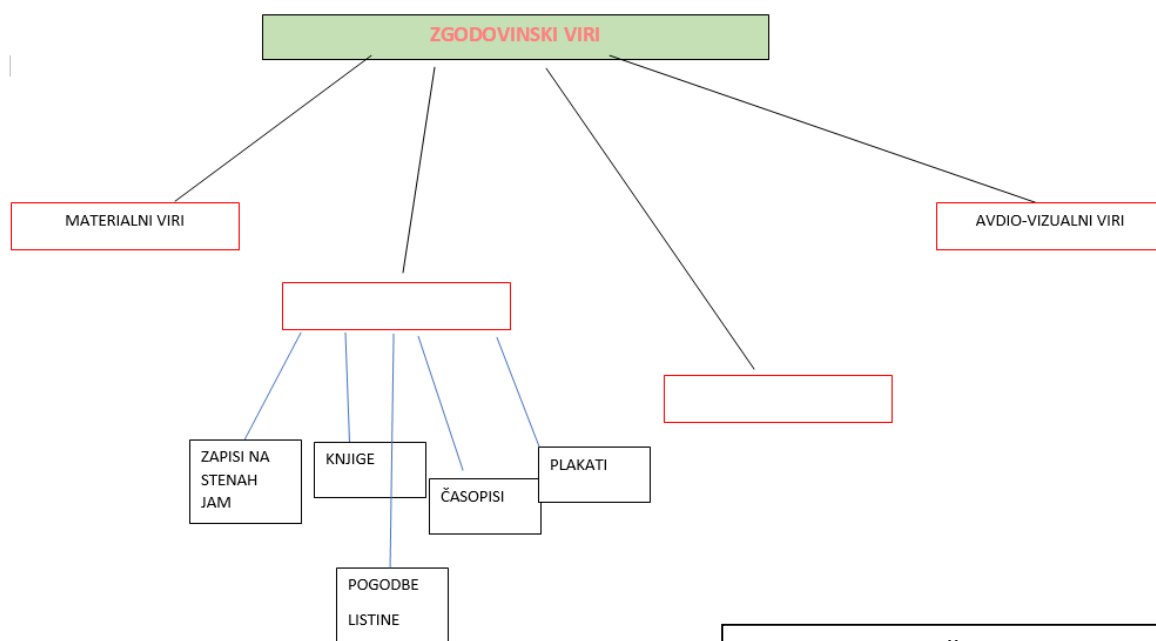 ZGODOVINSKI VIRI
MATERIALNI VIRI
AVDIO-VIZUALNI VIRI
ZAPISI NA
STENAH
JAM
KNJIGE
ČASOPISI
PLAKATI
POGODBE
LISTINE